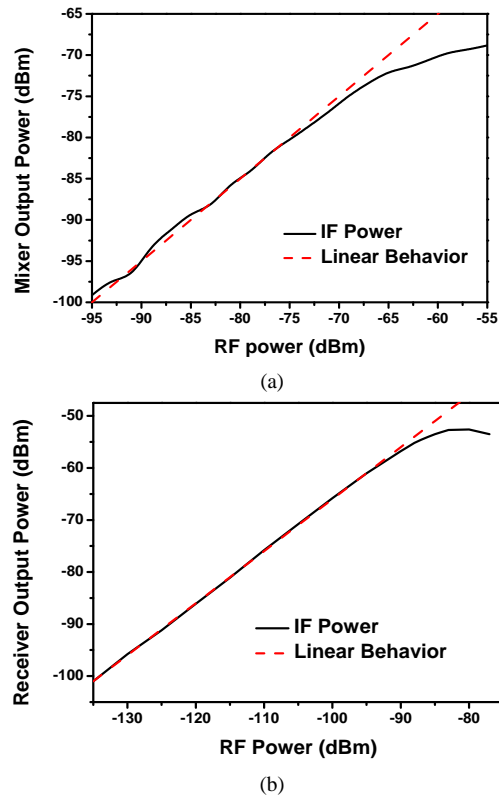 -65
-70
-75
-80
-85
-90
-95
-100
Mixer Output Power (dBm)
IF Power
Linear Behavior
-95 -90 -85 -80 -75 -70 -65 -60 -55
RF power (dBm)
(a)
-50
-60
-70
-80
-90
-100
Receiver Output Power (dBm)
IF Power
Linear Behavior
-130 -120 -110 -100 -90 -80
RF Power (dBm)
(b)